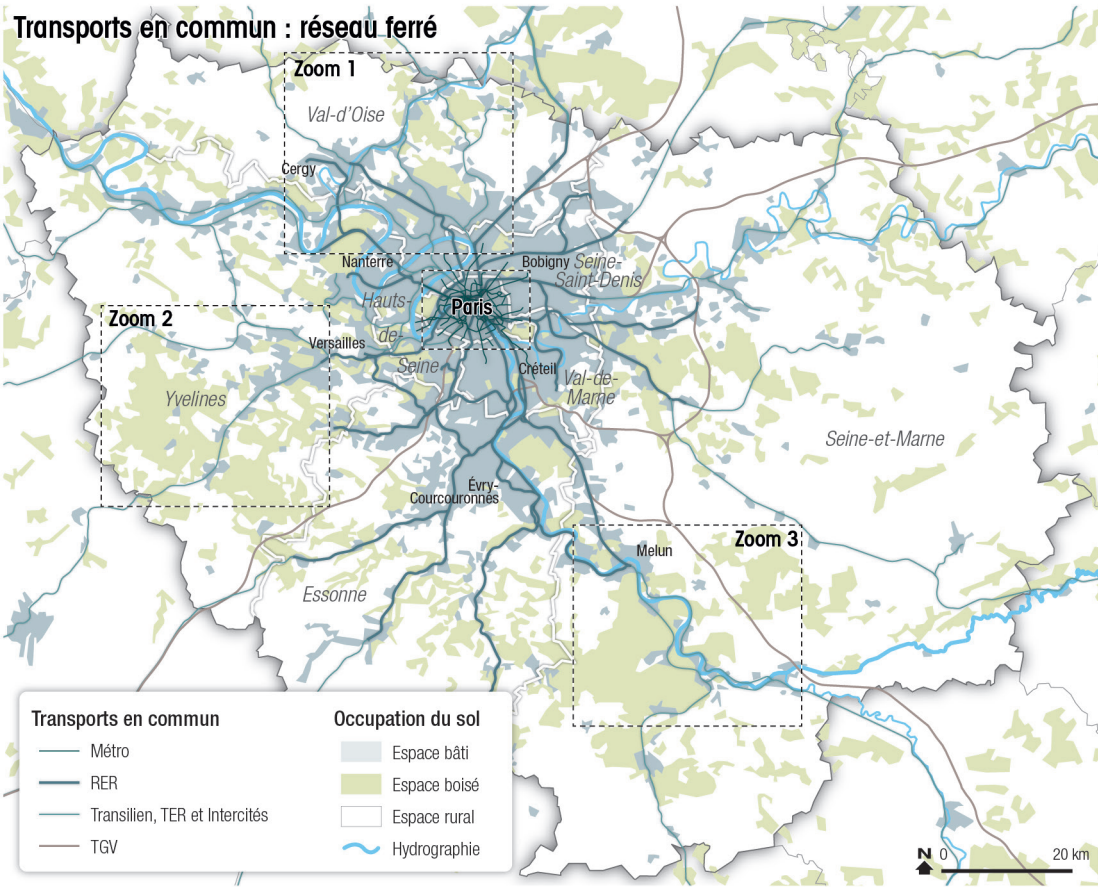 Transports en commun : réseau ferré
Zoom 1
Val-d'Oise
Cergy
Nanterre
Bobigny
Seine-
Saint-Denis
Hauts-
de-
Seine
Paris
Zoom 2
Versailles
Créteil
Val-de-
Marne
Yvelines
Seine-et-Marne
Évry-
Courcouronnes
Zoom 3
Melun
Essonne
Transports en commun
Métro
RER
Transilien, TER et Intercités
TGV
Occupation du sol
Espace bâti
Espace boisé
Espace rural
Hydrographie
N 0 20 km